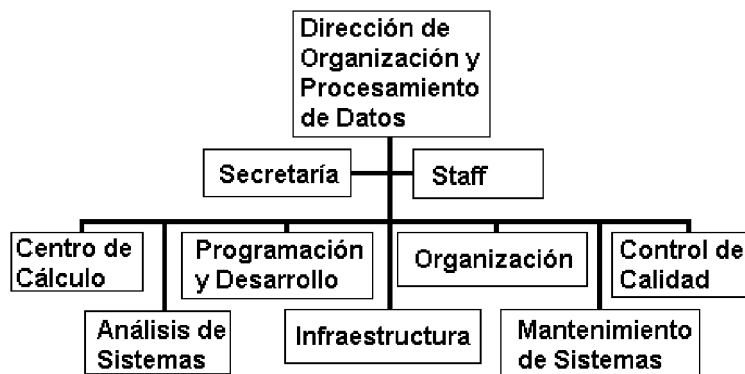 Dirección de
Organización y
Procesamiento
de Datos
Secretaría
Staff
Centro de
Cálculo
Programación
y Desarrollo
Organización
Control de
Calidad
Análisis de
Sistemas
Infraestructura
Mantenimiento
de Sistemas